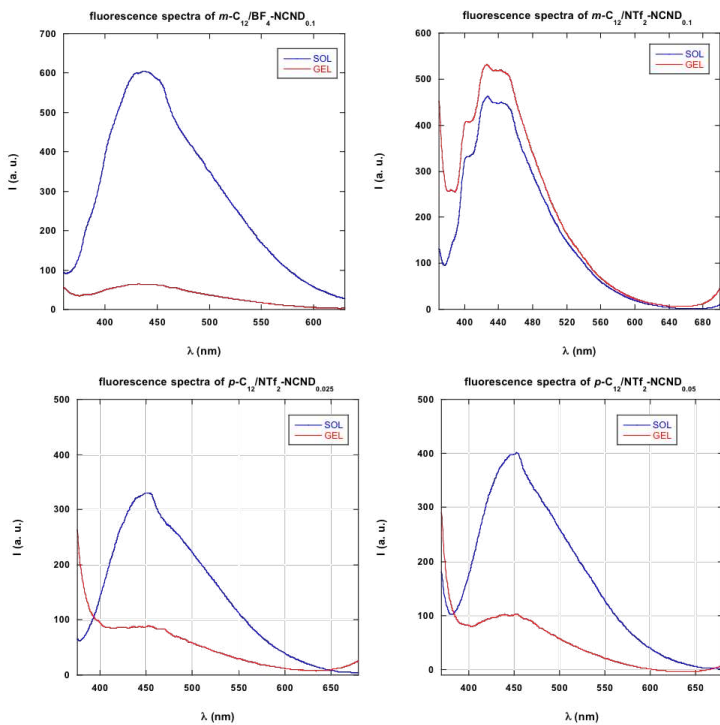 fluorescence spectra of m-C12/BF4-NCND0.1
700
600
500
400
300
200
100
0
I (a. u.)
SOL
GEL
400 450 500 550 600
λ (nm)
fluorescence spectra of m-C12/NTf2-NCND0.1
600
500
400
300
200
100
0
I (a. u.)
SOL
GEL
400 440 480 520 560 600 640 680
λ (nm)
fluorescence spectra of p-C12/NTf2-NCND0.025
500
400
300
200
100
0
I (a. u.)
SOL
GEL
400 450 500 550 600 650
λ (nm)
fluorescence spectra of p-C12/NTf2-NCND0.05
500
400
300
200
100
0
I (a. u.)
SOL
GEL
400 450 500 550 600 650
λ (nm)